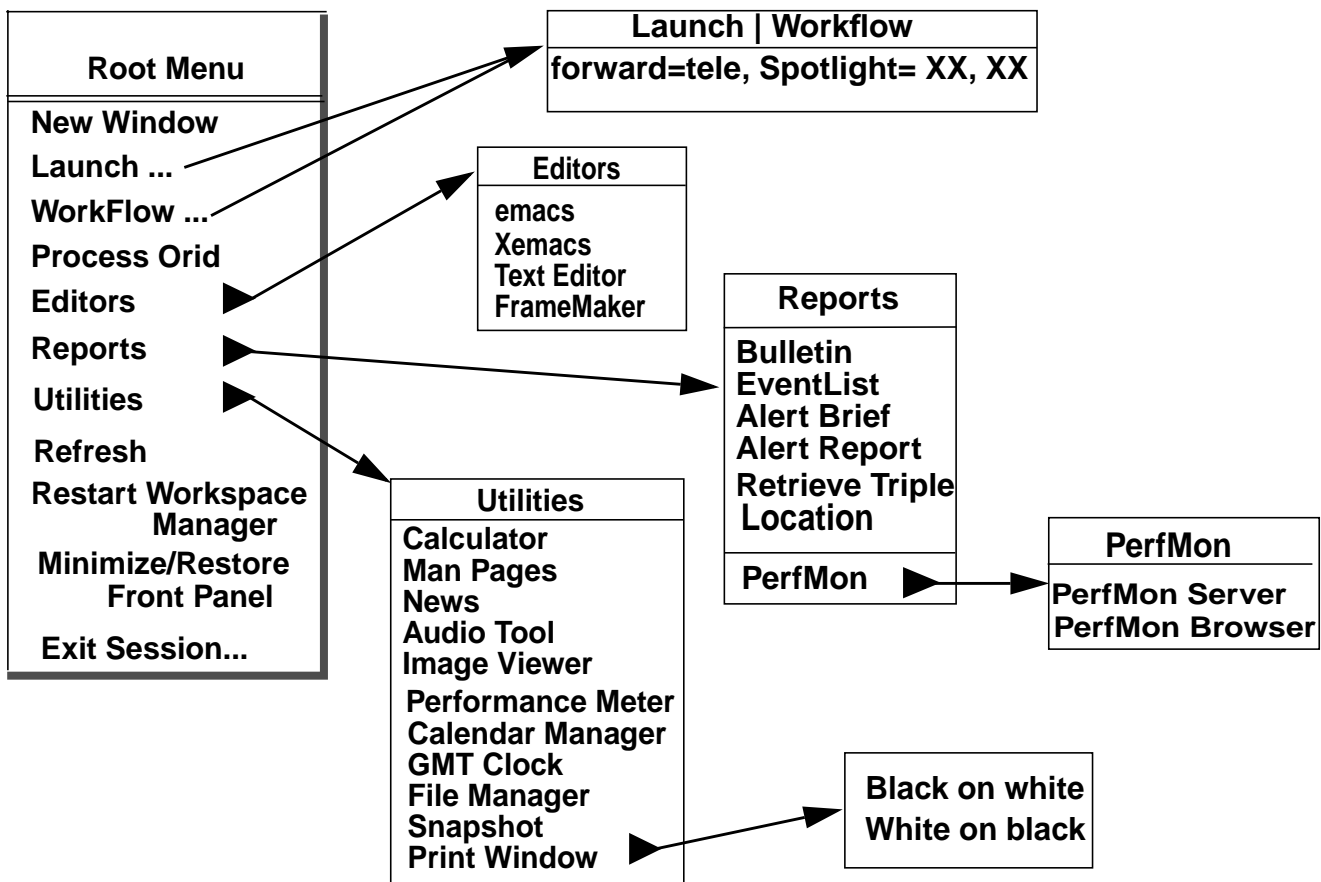 Root Menu
New Window
Launch ...
WorkFlow ...
Process Orid
Editors
Reports
Utilities
Refresh
Restart Workspace
Manager
Minimize/Restore
Front Panel
Exit Session...
Launch | Workflow
forward=tele, Spotlight= XX, XX
Editors
emacs
Xemacs
Text Editor
FrameMaker
Reports
Bulletin
EventList
Alert Brief
Alert Report
Retrieve Triple
Location
PerfMon
PerfMon
PerfMon Server
PerfMon Browser
Utilities
Calculator
Man Pages
News
Audio Tool
Image Viewer
Performance Meter
Calendar Manager
GMT Clock
File Manager
Snapshot
Print Window
Black on white
White on black